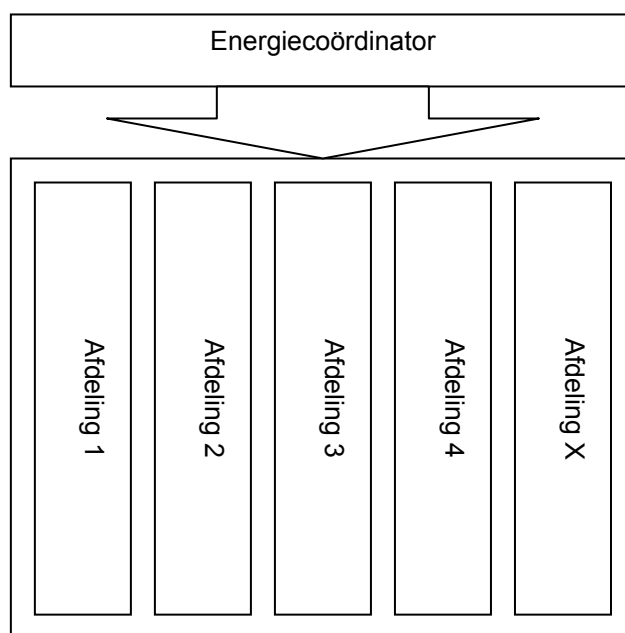 Energiecoördinator
Afdeling 1
Afdeling 2
Afdeling 3
Afdeling 4
Afdeling X